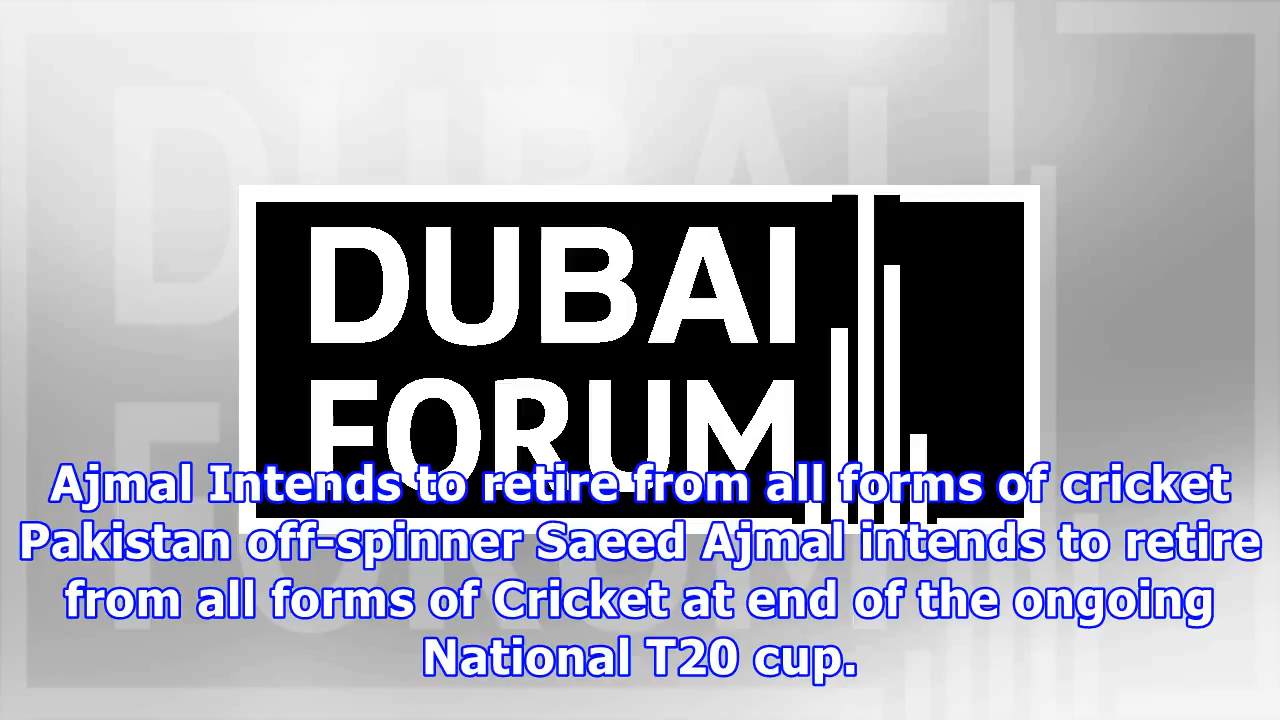 DUBAI
FORUM
Ajmal Intends to retire from all forms of cricket
Pakistan off-spinner Saeed Ajmal intends to retire
from all forms of Cricket at end of the ongoing
National T20 cup.